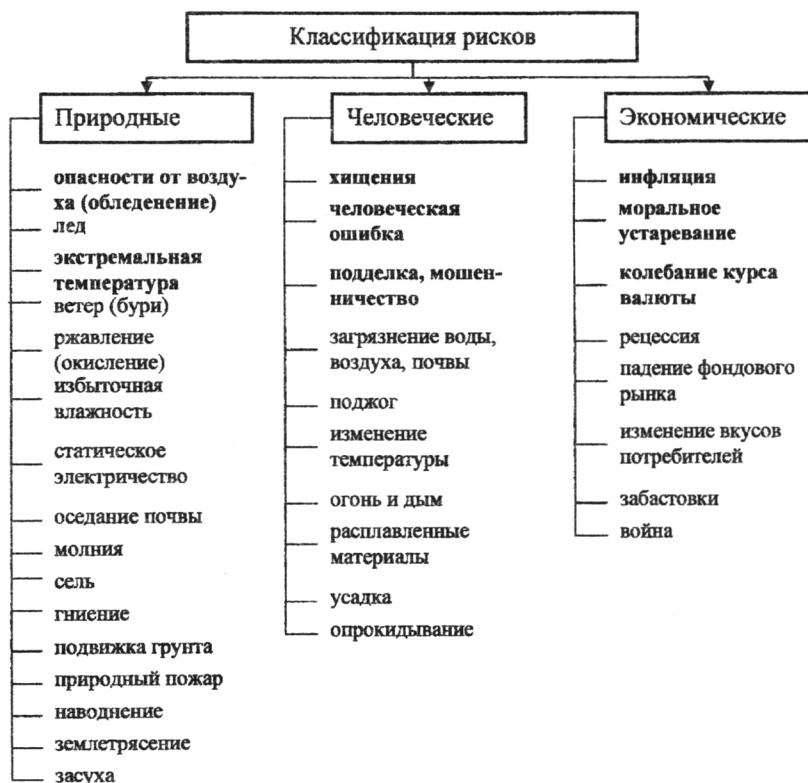 Классификация рисков
Природные
опасности от возду-
ха (обледенение)
лед
экстремальная
температура
ветер (бури)
ржавление
(окисление)
избыточная
влажность
статическое
электричество
оседание почвы
молния
сель
гниение
подвижка грунта
природный пожар
наводнение
землетрясение
засуха
Человеческие
хищения
человеческая
ошибка
подделка, мошен-
ничество
загрязнение воды,
воздуха, почвы
поджог
изменение
температуры
огонь и дым
расплавленные
материалы
усадка
опрокидывание
Экономические
инфляция
моральное
устаревание
колебание курса
валюты
рецессия
падение фондового
рынка
изменение вкусов
потребителей
забастовки
война